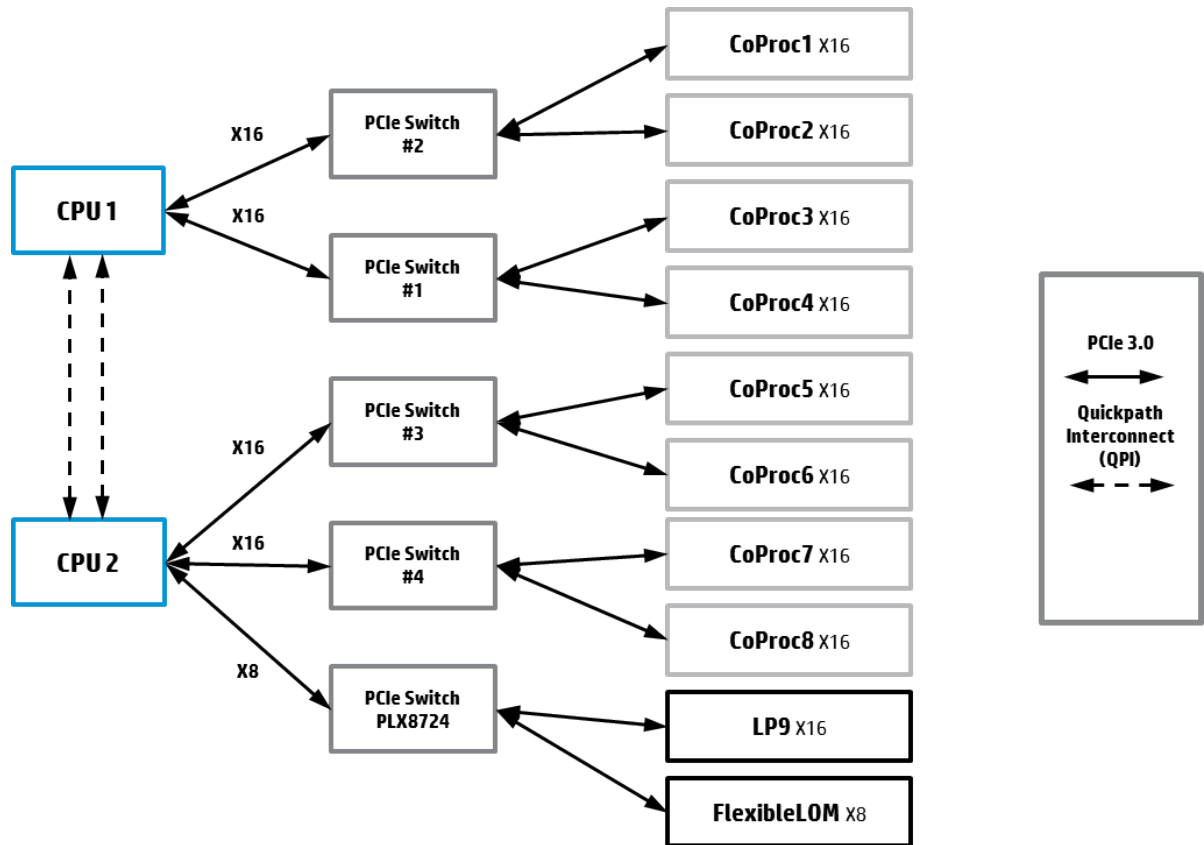 CoProc1 X16
X16
PCIe Switch
#2
CoProc2 X16
CPU 1
X16
CoProc3 X16
PCIe Switch
#1
CoProc4 X16
PCIe 3.0
Quickpath
Interconnect
(QPI)
CoProc5 X16
PCIe Switch
#3
X16
CoProc6 X16
CPU 2
X16
PCIe Switch
#4
CoProc7 X16
CoProc8 X16
X8
PCIe Switch
PLX8724
LP9 X16
FlexibleLOM X8